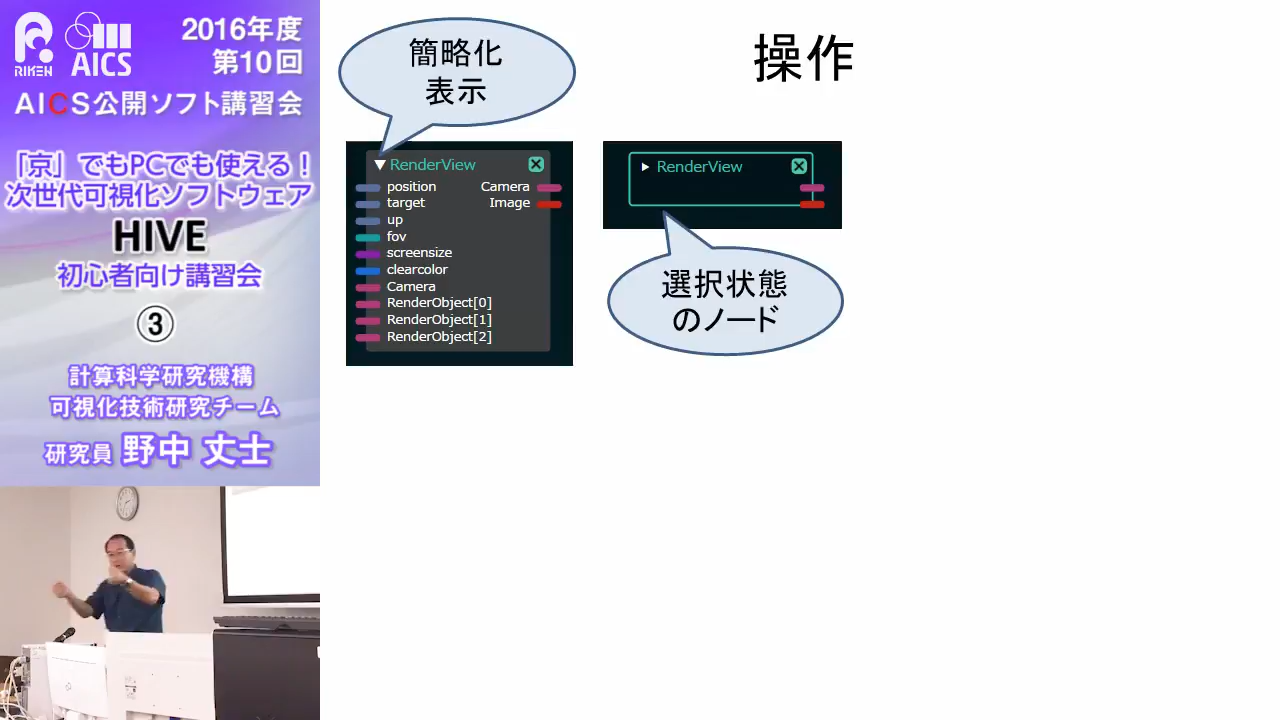 RIKEN
AICS
2016年度
第10回
AICS公開ソフト講習会
「京」でもPCでも使える！
次世代可視化ソフトウェア
HIVE
初心者向け講習会
③
計算科学研究機構
可視化技術研究チーム
研究員 野中 丈士
操作
簡略化
表示
RenderView
position Camera
target Image
up
fov
screensize
clearcolor
Camera
RenderObject[0]
RenderObject[1]
RenderObject[2]
RenderView
選択状態
のノード